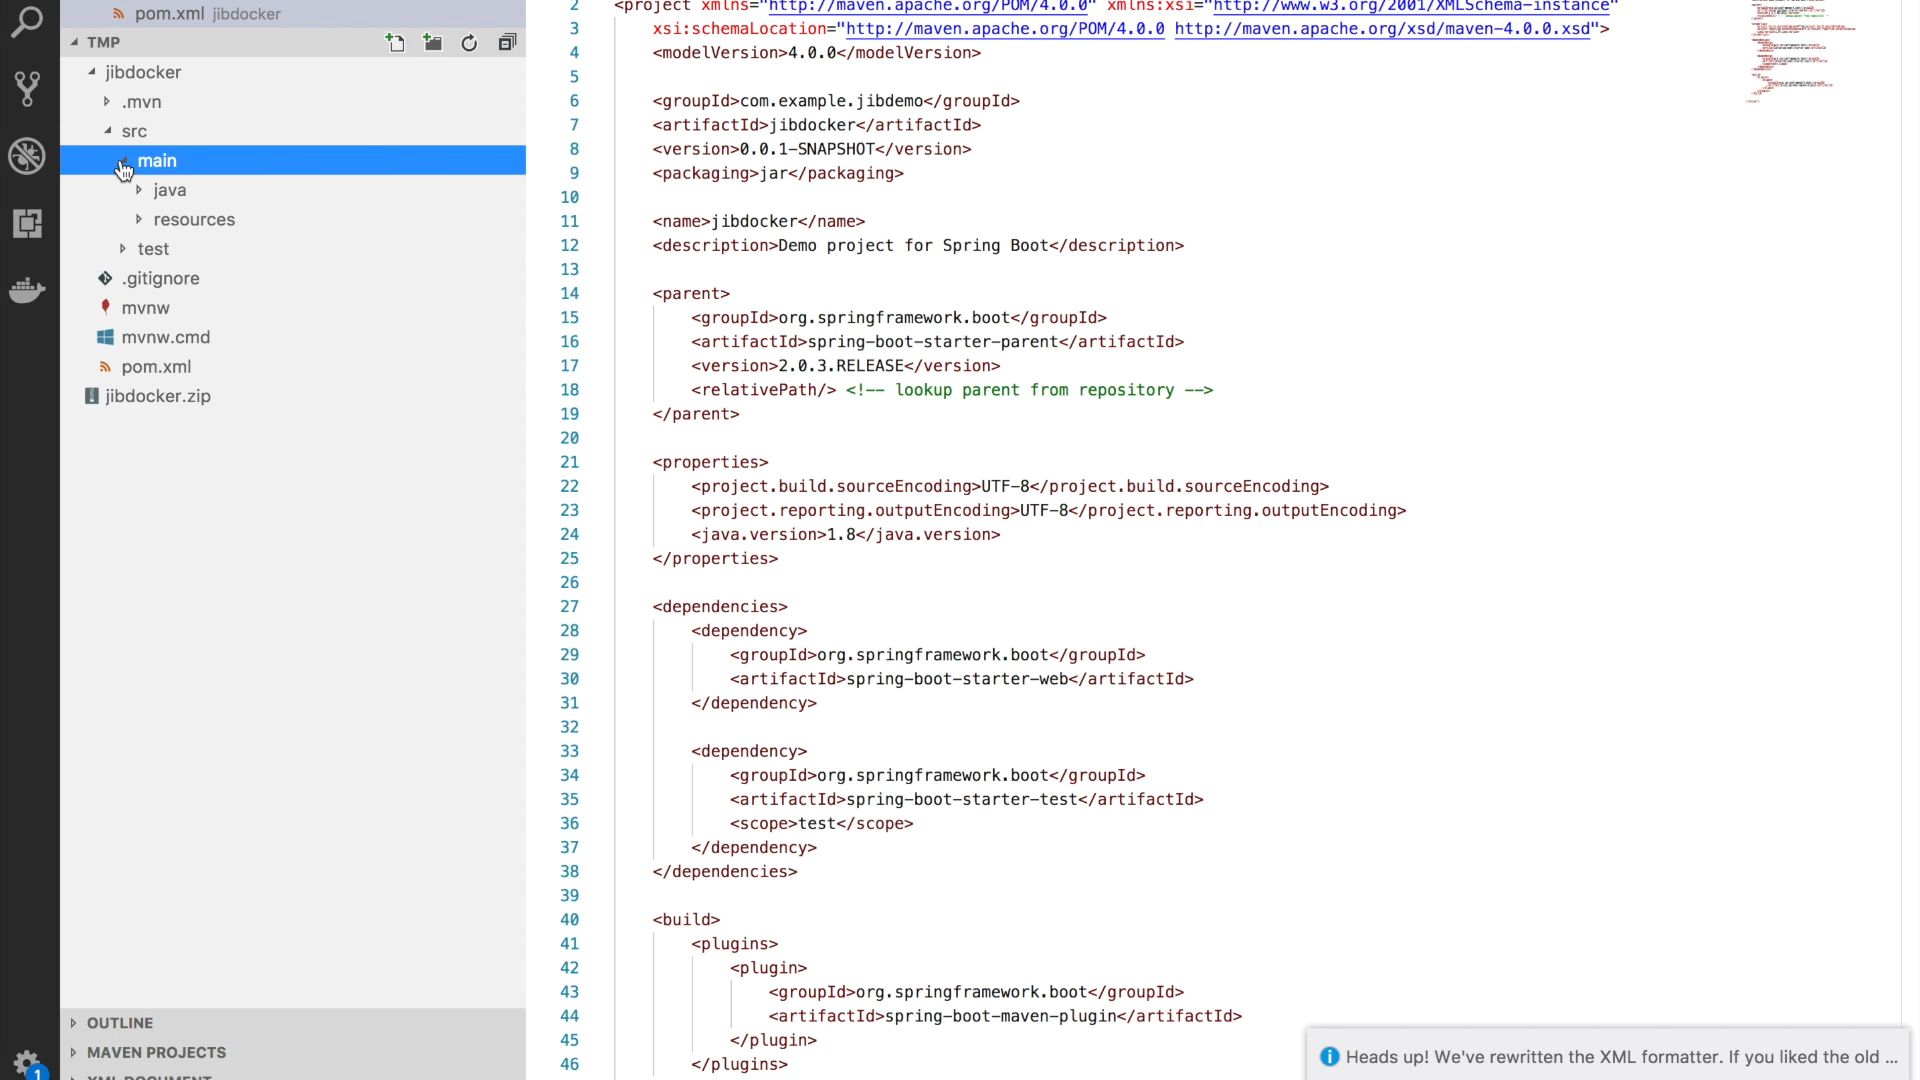 pom.xml jibdocker
TMP
jibdocker
.mvn
src
main
java
resources
test
.gitignore
mvnw
mvnw.cmd
pom.xml
jibdocker.zip
OUTLINE
MAVEN PROJECTS
XML DOCUMENT
1
2 <project xmlns="http://maven.apache.org/POM/4.0.0" xmlns:xsi="http://www.w3.org/2001/XMLSchema-instance"
3 xsi:schemaLocation="http://maven.apache.org/POM/4.0.0 http://maven.apache.org/xsd/maven-4.0.0.xsd">
4 <modelVersion>4.0.0</modelVersion>
5
6 <groupId>com.example.jibdemo</groupId>
7 <artifactId>jibdocker</artifactId>
8 <version>0.0.1-SNAPSHOT</version>
9 <packaging>jar</packaging>
10
11 <name>jibdocker</name>
12 <description>Demo project for Spring Boot</description>
13
14 <parent>
15 <groupId>org.springframework.boot</groupId>
16 <artifactId>spring-boot-starter-parent</artifactId>
17 <version>2.0.3.RELEASE</version>
18 <relativePath/> <!-- lookup parent from repository -->
19 </parent>
20
21 <properties>
22 <project.build.sourceEncoding>UTF-8</project.build.sourceEncoding>
23 <project.reporting.outputEncoding>UTF-8</project.reporting.outputEncoding>
24 <java.version>1.8</java.version>
25 </properties>
26
27 <dependencies>
28 <dependency>
29 <groupId>org.springframework.boot</groupId>
30 <artifactId>spring-boot-starter-web</artifactId>
31 </dependency>
32
33 <dependency>
34 <groupId>org.springframework.boot</groupId>
35 <artifactId>spring-boot-starter-test</artifactId>
36 <scope>test</scope>
37 </dependency>
38 </dependencies>
39
40 <build>
41 <plugins>
42 <plugin>
43 <groupId>org.springframework.boot</groupId>
44 <artifactId>spring-boot-maven-plugin</artifactId>
45 </plugin>
46 </plugins>
Heads up! We've rewritten the XML formatter. If you liked the old ...